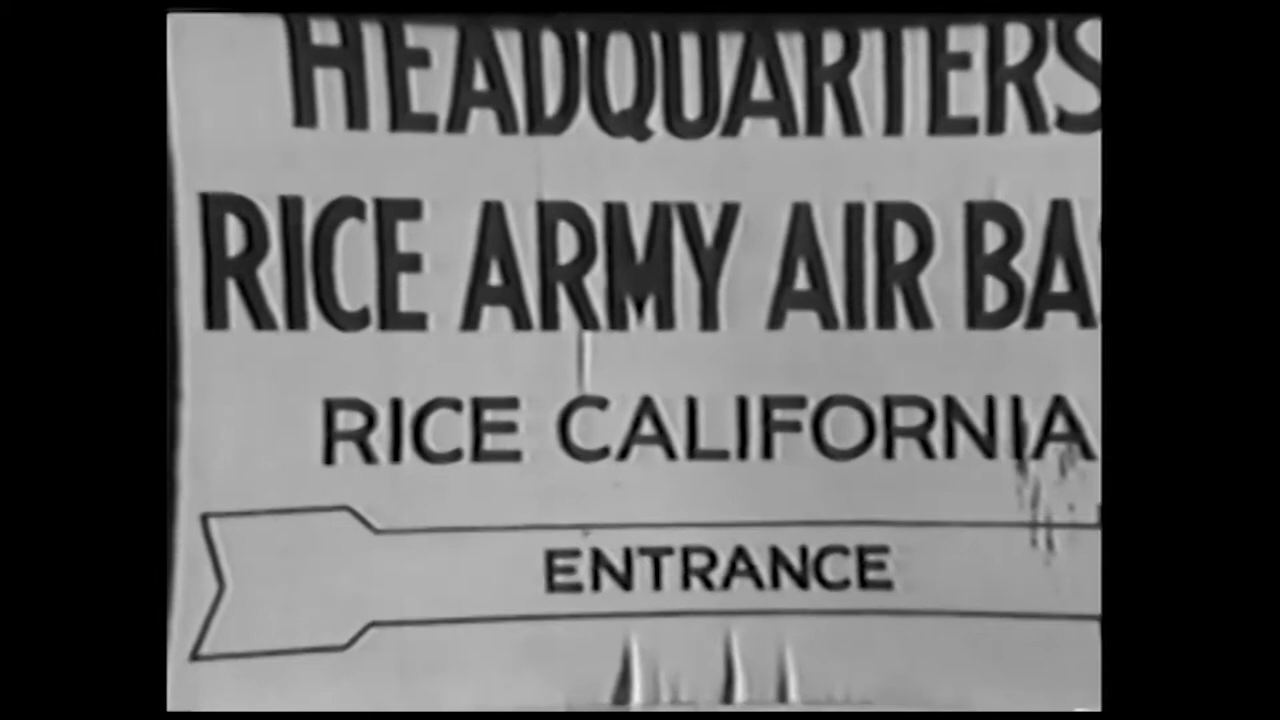 HEADQUARTERS
RICE ARMY AIR BA
RICE CALIFORNIA
ENTRANCE